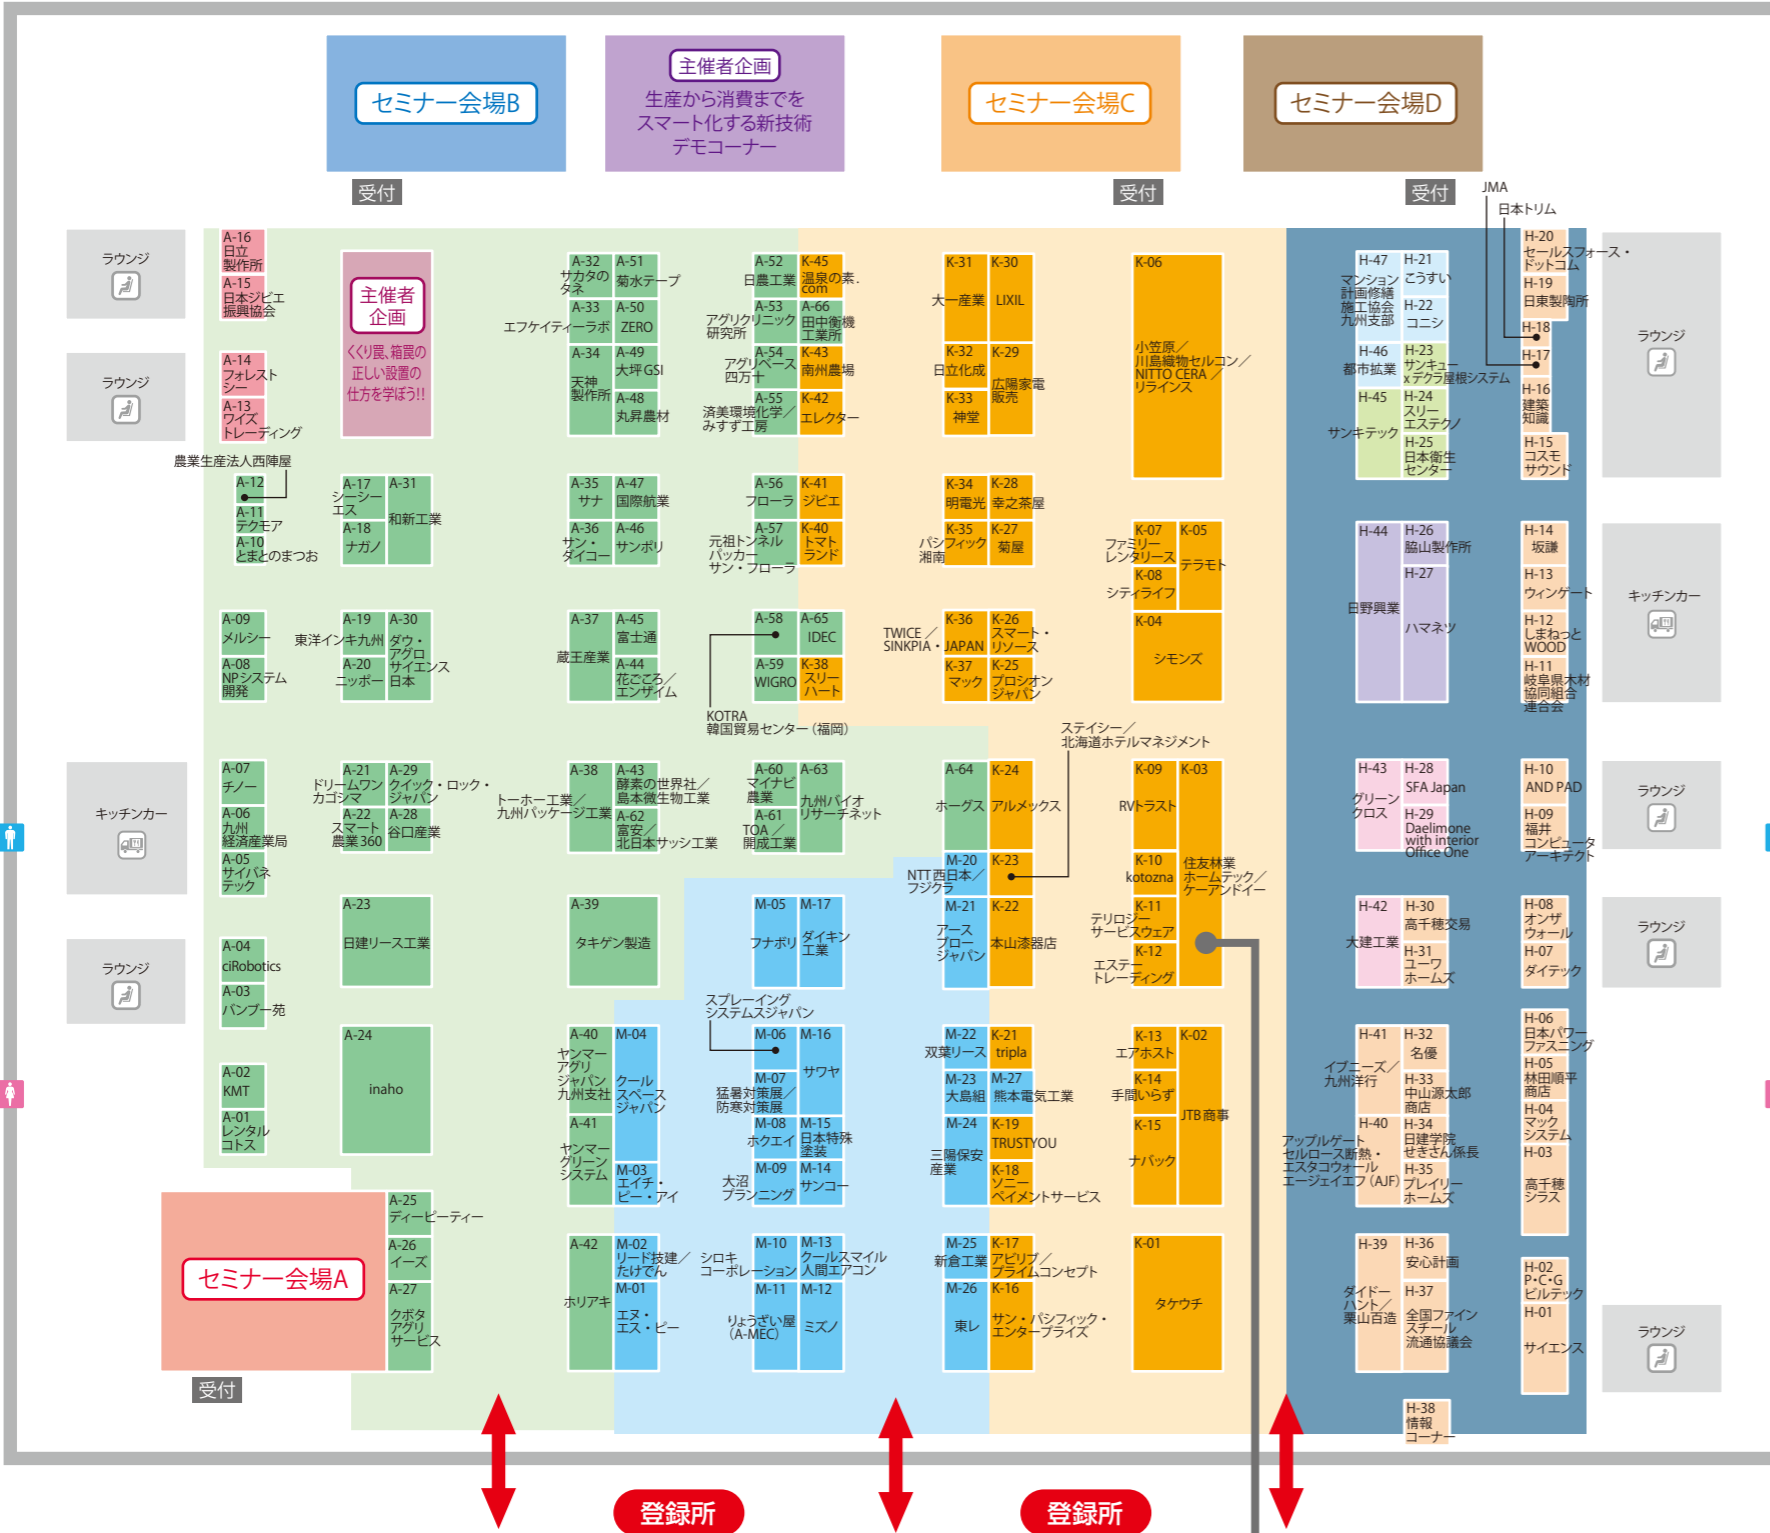 セミナー会場B
主催者企画
生産から消費までを
スマート化する新技術
デモコーナー
セミナー会場C
セミナー会場D
受付
受付
受付
JMA
日本トリム
ラウンジ
ラウンジ
キッチンカー
ラウンジ
A-16
日立
製作所
A-15
日本ジビエ
振興協会
A-14
フォレスト
シー
A-13
ワイズ
トレーディング
農業生産法人西陣屋
A-12
A-11
テクモア
A-10
とまとのまつお
A-09
メルシー
A-08
NPシステム
開発
A-07
チノー
A-06
九州
経済産業局
A-05
サイバネ
テック
A-04
ciRobotics
A-03
バンブー苑
A-02
KMT
A-01
レンタル
コトス
主催者
企画
くくり罠、箱罠の
正しい設置の
仕方を学ぼう!!
A-17
シーシー
エス
A-31
和新工業
A-18
ナガノ
A-19
東洋インキ九州
A-30
ダウ・
アグロ
サイエンス
日本
A-20
ニッポー
A-21
ドリームワン
カゴシマ
A-29
クイック・ロック・
ジャパン
A-22
スマート
農業360
A-28
谷口産業
A-23
日建リース工業
A-24
inaho
A-25
ディーピーティー
A-26
イーズ
A-27
クボタ
アグリ
サービス
セミナー会場A
受付
A-32
サカタの
タネ
A-51
菊水テープ
A-33
エフケイティーラボ
A-50
ZERO
A-34
天神
製作所
A-49
大坪GSI
A-48
丸昇農材
A-35
サナ
A-47
国際航業
A-36
サン・
ダイコー
A-46
サンポリ
A-37
蔵王産業
A-45
富士通
A-44
花ごころ／
エンザイム
A-38
トーホー工業／
九州パッケージ工業
A-43
酵素の世界社／
島本微生物工業
A-62
富安／
北日本サッシ工業
A-39
タキゲン製造
A-40
ヤンマー
アグリ
ジャパン
九州支社
M-04
クール
スペース
ジャパン
A-41
ヤンマー
グリーン
システム
M-03
エイチ・
ピー・アイ
A-42
ホリアキ
M-02
リード技建／
たけでん
M-01
エヌ・
エス・ピー
A-52
日農工業
K-45
温泉の素.
com
A-53
アグリクリニック
研究所
A-66
田中衡機
工業所
A-54
アグリベース
四万十
K-43
南州農場
A-55
済美環境化学／
みすず工房
K-42
エレクター
A-56
フローラ
K-41
ジビエ
A-57
元祖トンネル
パッカー
サン・フローラ
K-40
トマト
ランド
A-58
A-65
IDEC
A-59
WIGRO
K-38
スリー
ハート
KOTRA
韓国貿易センター（福岡）
A-60
マイナビ
農業
A-63
九州バイオ
リサーチネット
A-61
TOA ／
開成工業
M-05
フナボリ
M-17
ダイキン
工業
スプレーイング
システムスジャパン
M-06
M-16
サワヤ
M-07
猛暑対策展／
防寒対策展
M-08
ホクエイ
M-15
日本特殊
塗装
M-09
大沼
プランニング
M-14
サンコー
M-10
シロキ
コーポレーション
M-13
クールスマイル
人間エアコン
M-11
りょうざい屋
（A-MEC）
M-12
ミズノ
K-31
大一産業
K-30
LIXIL
K-32
日立化成
K-29
広陽家電
販売
K-33
神堂
K-34
明電光
K-28
幸之茶屋
K-35
パシフィック
湘南
K-27
菊屋
K-36
TWICE ／
SINKPIA・JAPAN
K-26
スマート・
リソース
K-37
マック
K-25
プロシオン
ジャパン
ステイシー／
北海道ホテルマネジメント
A-64
ホーグス
K-24
アルメックス
M-20
NTT西日本／
フジクラ
K-23
M-21
アース
ブロー
ジャパン
K-22
本山漆器店
M-22
双葉リース
K-21
tripla
M-23
大島組
M-27
熊本電気工業
M-24
三陽保安
産業
K-19
TRUSTYOU
K-18
ソニー
ペイメントサービス
M-25
新倉工業
K-17
アビリブ／
プライムコンセプト
M-26
東レ
K-16
サン・パシフィック・
エンタープライズ
K-06
小笠原／
川島織物セルコン／
NITTO CERA ／
リラインス
K-07
ファミリー
レンタリース
K-05
テラモト
K-08
シティライフ
K-04
シモンズ
K-09
RVトラスト
K-03
住友林業
ホームテック／
ケーアンドイー
K-10
kotozna
K-11
テリロジー
サービスウェア
K-12
エステー
トレーディング
K-13
エアホスト
K-02
JTB商事
K-14
手間いらず
K-15
ナバック
K-01
タケウチ
H-47
マンション
計画修繕
施工協会
九州支部
H-21
こうすい
H-22
コニシ
H-46
都市拡業
H-23
サンキュー
xテクラ屋根システム
H-45
サンキテック
H-24
スリー
エステクノ
H-25
日本衛生
センター
H-44
日野興業
H-26
脇山製作所
H-27
ハマネツ
H-43
グリーン
クロス
H-28
SFA Japan
H-29
Daelimone
with interior
Office One
H-42
大建工業
H-30
高千穂交易
H-31
ユーワ
ホームズ
H-41
イブニーズ／
九州洋行
H-32
名優
H-33
中山源太郎
商店
H-40
アップルゲート
セルロース断熱・
エスタコウォール
エージェイエフ（AJF）
H-34
日建学院
せきさん係長
H-35
プレイリー
ホームズ
H-39
ダイドー
ハント／
栗山百造
H-36
安心計画
H-37
全国ファイン
スチール
流通協議会
H-38
情報
コーナー
H-20
セールスフォース・
ドットコム
H-19
日東製陶所
H-18
H-17
H-16
建築
知識
H-15
コスモ
サウンド
H-14
坂謙
H-13
ウィンゲート
H-12
しまねっと
WOOD
H-11
岐阜県木材
協同組合
連合会
H-10
AND PAD
H-09
福井
コンピュータ
アーキテクト
H-08
オンザ
ウォール
H-07
ダイテック
H-06
日本パワー
ファスニング
H-05
林田順平
商店
H-04
マック
システム
H-03
高千穂
シラス
H-02
P・C・G
ビルテック
H-01
サイエンス
ラウンジ
キッチンカー
ラウンジ
ラウンジ
ラウンジ
登録所
登録所